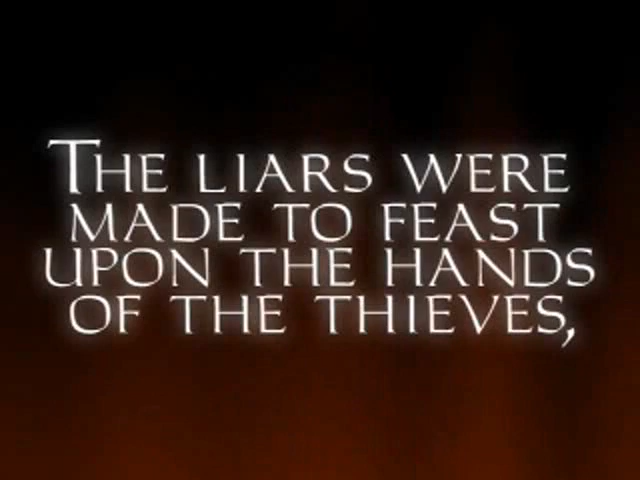 THE LIARS WERE
MADE TO FEAST
UPON THE HANDS
OF THE THIEVES,